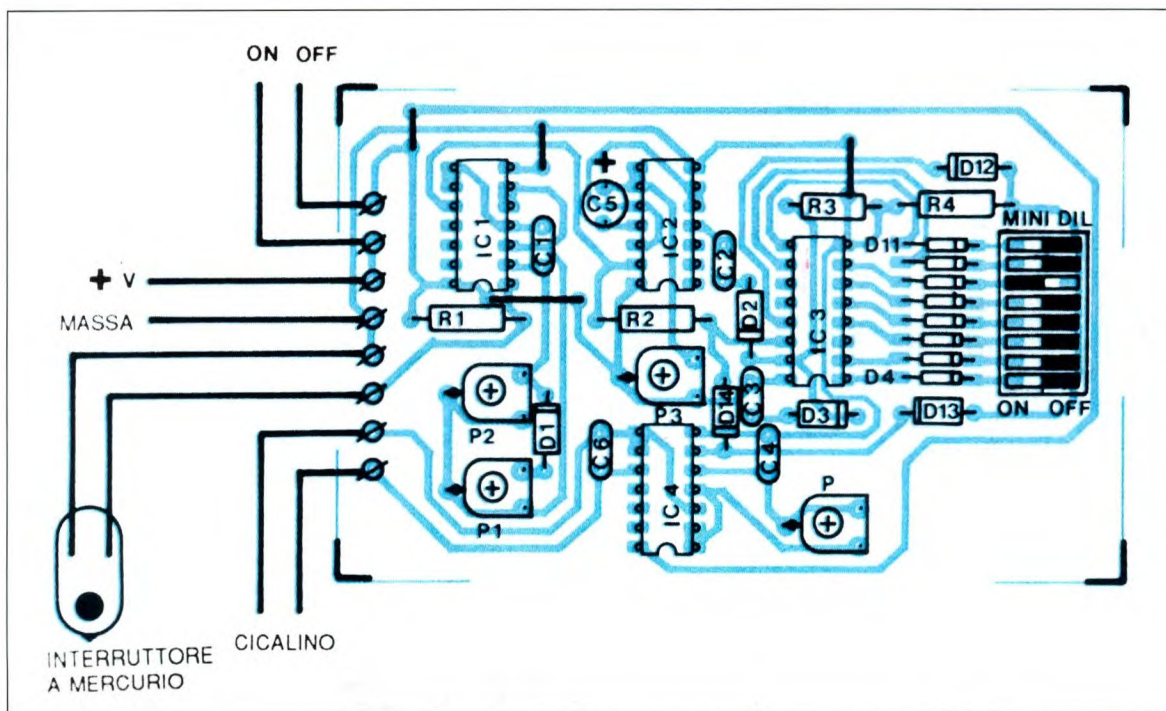 ON OFF
+ V
MASSA
INTERRUTTORE
A MERCURIO
CICALINO
IC1
C5
+
IC2
C1
C2
R1
R2
R3
R4
D12
MINI DIL
D11
D2
IC3
D4
ON OFF
P2
D1
P3
D14
C3
D3
D13
P1
C6
IC4
C4
P